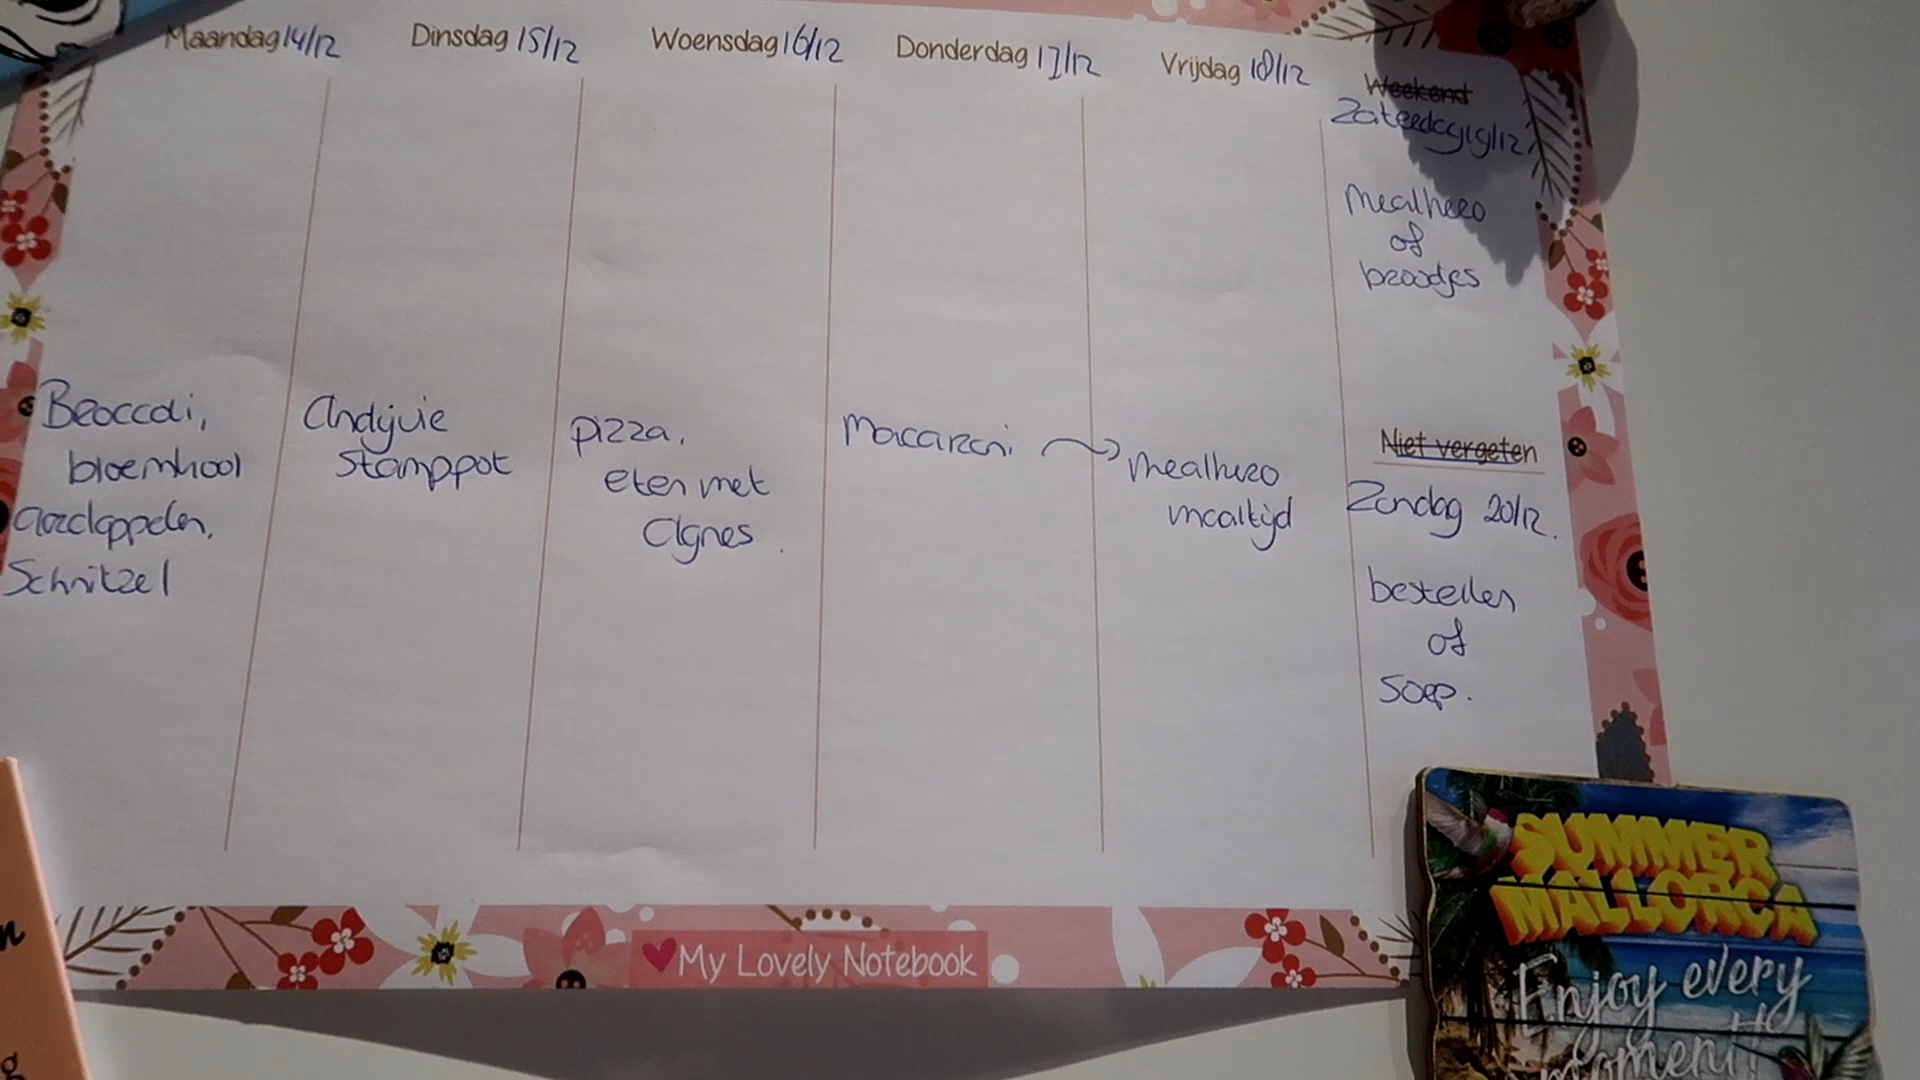 Maandag 14/12
Dinsdag 15/12
Woensdag 16/12
Donderdag 17/12
Vrijdag 18/12
Weekend
Zaterdag 19/12
Mealhero
of
broodjes
Broccoli,
bloemkool
aardappelen,
Schnitzel
Andijvie
stamppot
pizza,
eten met
Agnes.
Macaroni
mealhero
maaltijd
Niet vergeten
Zondag 20/12.
bestellen
of
soep.
My Lovely Notebook
SUMMER
MALLORCA
Enjoy every
moment!